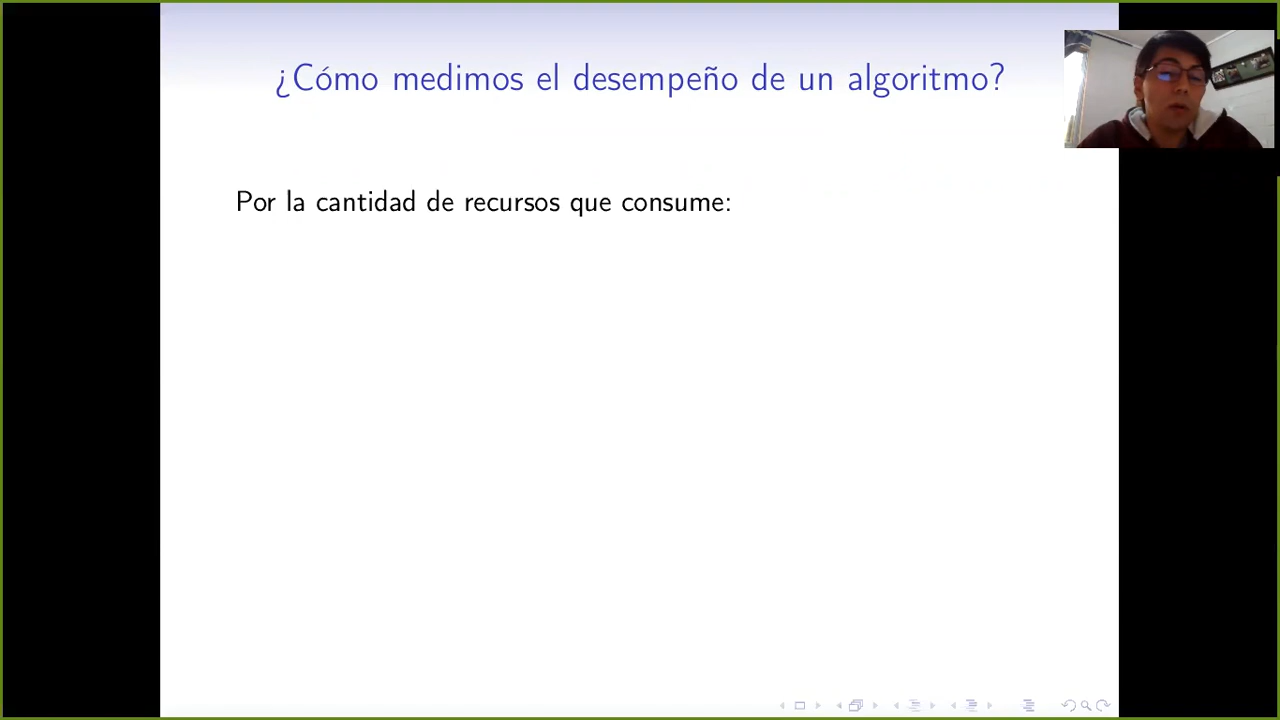 ¿Cómo medimos el desempeño de un algoritmo?
Por la cantidad de recursos que consume: